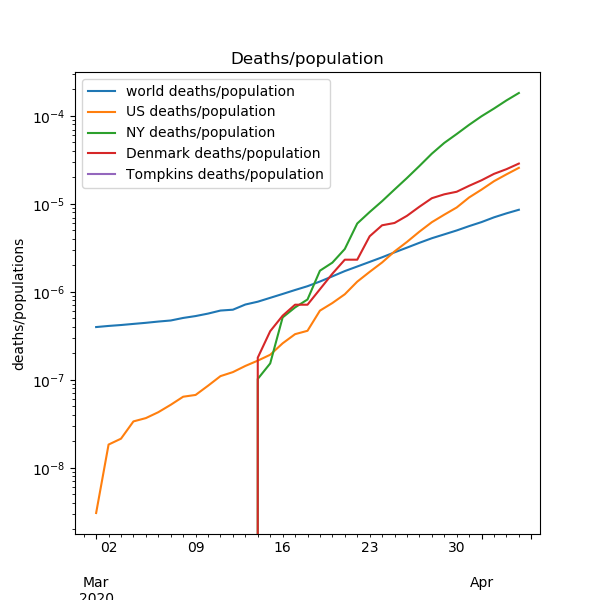 Deaths/population
world deaths/population
US deaths/population
NY deaths/population
Denmark deaths/population
Tompkins deaths/population
deaths/populations
10⁻⁴
10⁻⁵
10⁻⁶
10⁻⁷
10⁻⁸
02 09 16 23 30
Mar Apr
2020